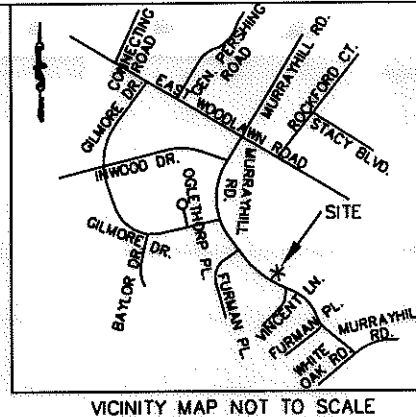 CONNECTING
ROAD
GEN. PERSHING
ROAD
MURRAYHILL RD.
ROCKFORD CT.
STACY BLVD.
GILMORE DR.
EAST WOODLAWN ROAD
INWOOD DR.
OGLETHORP PL.
MURRAYHILL
RD.
SITE
GILMORE DR.
BAYLOR DR.
FURMAN PL.
VINCENT LN.
FURMAN PL.
WHITE
OAK RD.
MURRAYHIL
RD.
VICINITY MAP NOT TO SCALE